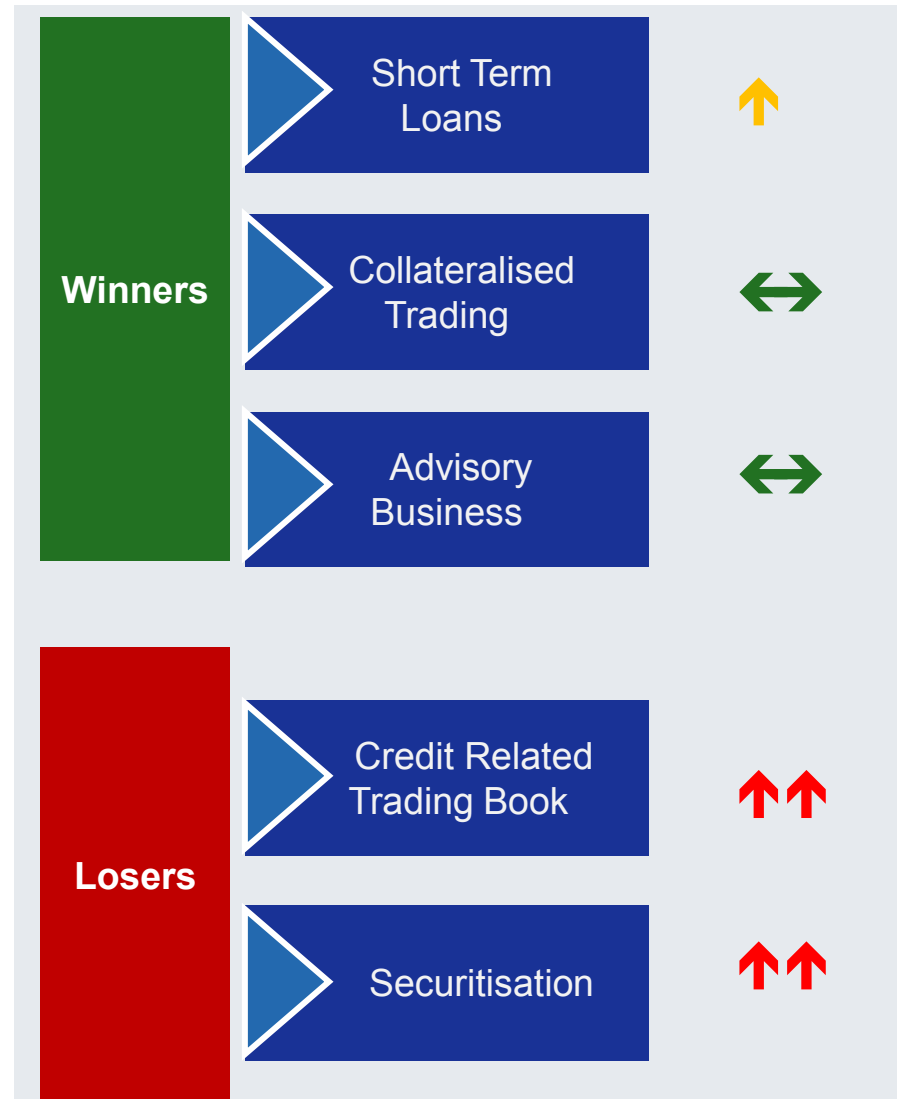 Winners
Short Term
Loans
Collateralised
Trading
Advisory
Business
Losers
Credit Related
Trading Book
Securitisation